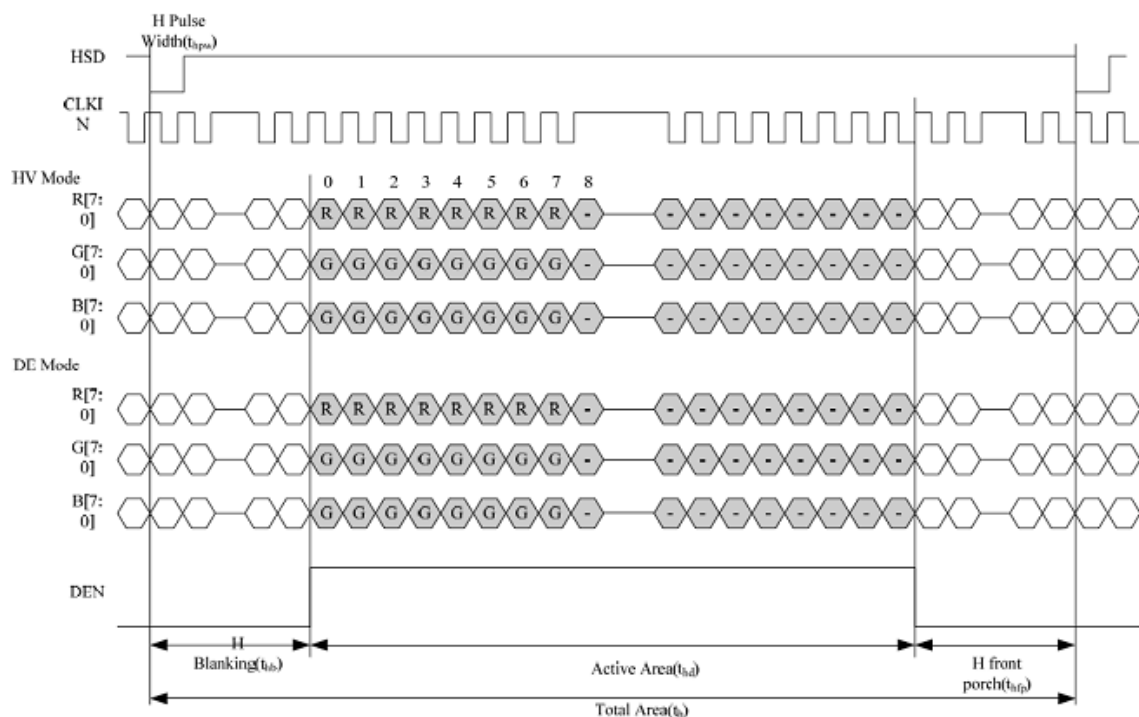 H Pulse
Width(thpw)
HSD
CLKI
N
HV Mode
0 1 2 3 4 5 6 7 8
R[7:
0]
R R R R R R R R - - - - - - - - -
G[7:
0]
G G G G G G G G - - - - - - - - -
B[7:
0]
G G G G G G G G - - - - - - - - -
DE Mode
R[7:
0]
R R R R R R R R - - - - - - - - -
G[7:
0]
G G G G G G G G - - - - - - - - -
B[7:
0]
G G G G G G G G - - - - - - - - -
DEN
H
Blanking(thb)
Active Area(thd)
H front
porch(thfp)
Total Area(th)